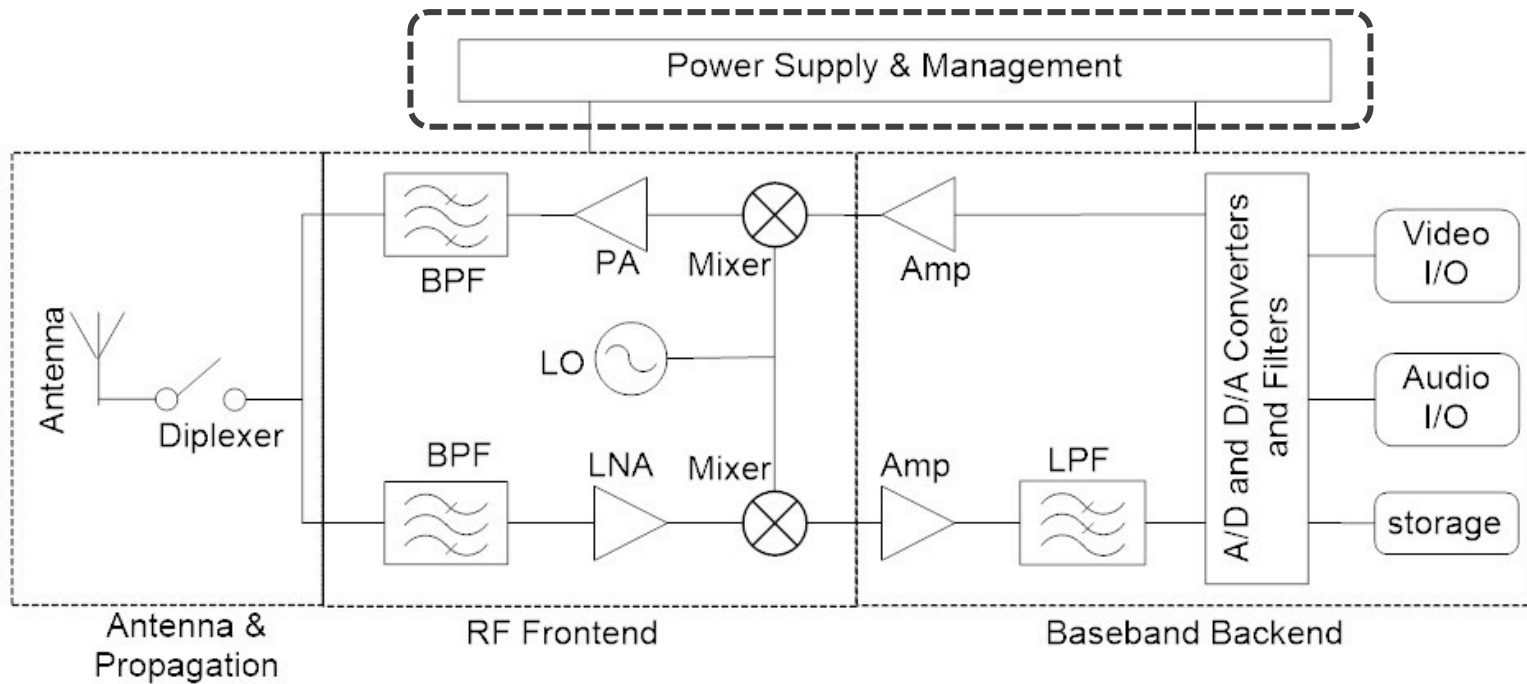 Power Supply & Management
BPF
PA
Mixer
Amp
A/D and D/A Converters
and Filters
Video
I/O
Antenna
LO
Diplexer
Audio
I/O
BPF
LNA
Mixer
Amp
LPF
storage
Antenna &
Propagation
RF Frontend
Baseband Backend